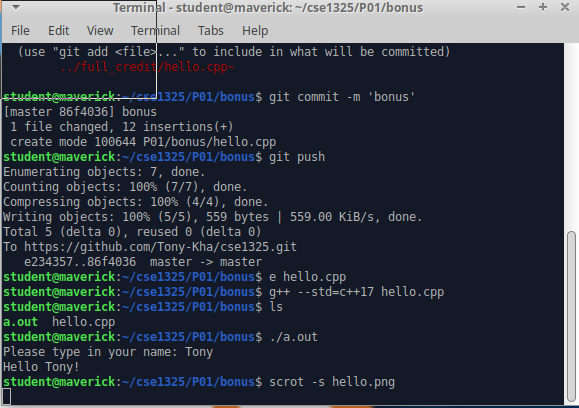 Terminal - student@maverick:~/cse1325/P01/bonus
File Edit View Terminal Tabs Help
(use "git add <file>..." to include in what will be committed)
../full_credit/hello.cpp~
student@maverick:~/cse1325/P01/bonus$ git commit -m 'bonus'
[master 86f4036] bonus
1 file changed, 12 insertions(+)
create mode 100644 P01/bonus/hello.cpp
student@maverick:~/cse1325/P01/bonus$ git push
Enumerating objects: 7, done.
Counting objects: 100% (7/7), done.
Compressing objects: 100% (4/4), done.
Writing objects: 100% (5/5), 559 bytes | 559.00 KiB/s, done.
Total 5 (delta 0), reused 0 (delta 0)
To https://github.com/Tony-Kha/cse1325.git
e234357..86f4036 master -> master
student@maverick:~/cse1325/P01/bonus$ e hello.cpp
student@maverick:~/cse1325/P01/bonus$ g++ --std=c++17 hello.cpp
student@maverick:~/cse1325/P01/bonus$ ls
a.out hello.cpp
student@maverick:~/cse1325/P01/bonus$ ./a.out
Please type in your name: Tony
Hello Tony!
student@maverick:~/cse1325/P01/bonus$ scrot -s hello.png